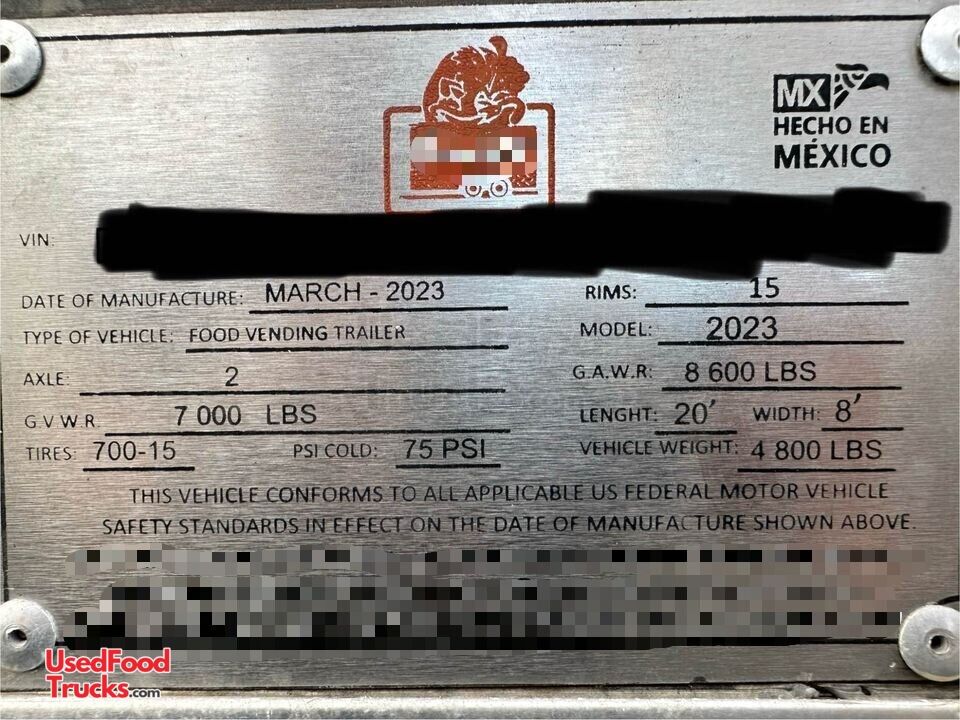 MX
HECHO EN
MÉXICO
VIN:
DATE OF MANUFACTURE: MARCH - 2023 RIMS: 15
TYPE OF VEHICLE: FOOD VENDING TRAILER MODEL: 2023
AXLE: 2 G.A.W.R: 8 600 LBS
G.V W.R. 7 000 LBS LENGHT: 20' WIDTH: 8'
TIRES: 700-15 PSI COLD: 75 PSI VEHICLE WEIGHT: 4 800 LBS
THIS VEHICLE CONFORMS TO ALL APPLICABLE US FEDERAL MOTOR VEHICLE
SAFETY STANDARDS IN EFFECT ON THE DATE OF MANUFACTURE SHOWN ABOVE.
UsedFood
Trucks.com